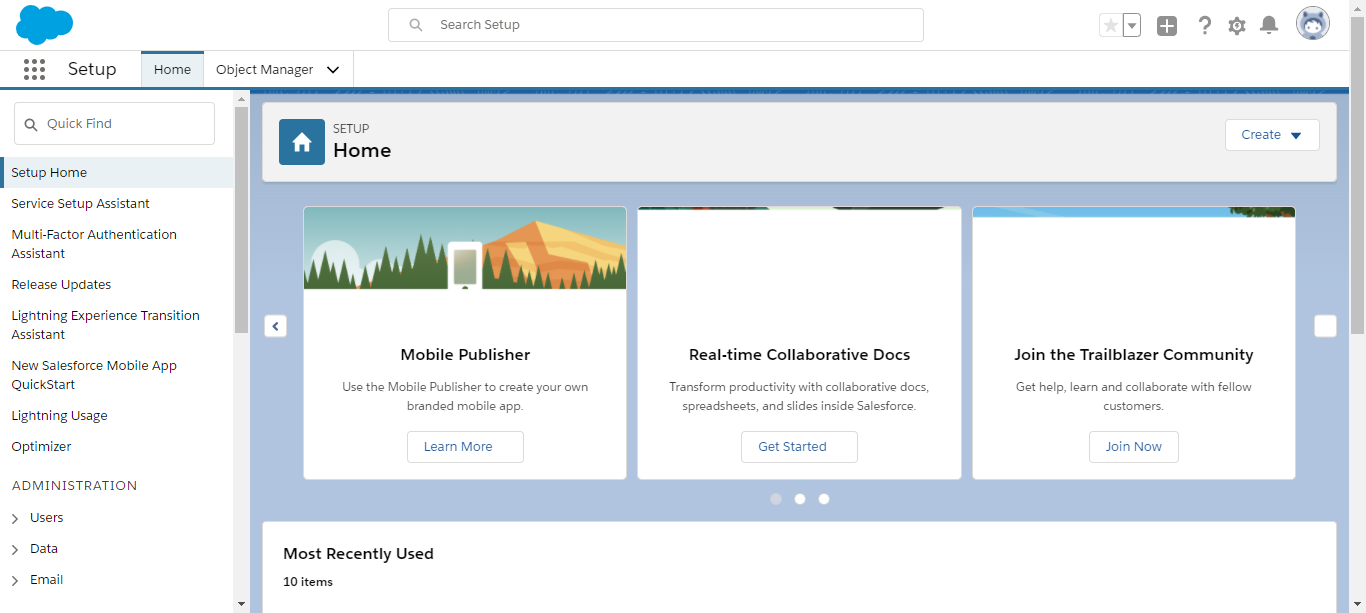 Search Setup
Setup
Home
Object Manager
Quick Find
Setup Home
Service Setup Assistant
Multi-Factor Authentication
Assistant
Release Updates
Lightning Experience Transition
Assistant
New Salesforce Mobile App
QuickStart
Lightning Usage
Optimizer
ADMINISTRATION
Users
Data
Email
SETUP
Home
Create
Mobile Publisher
Use the Mobile Publisher to create your own
branded mobile app.
Learn More
Real-time Collaborative Docs
Transform productivity with collaborative docs,
spreadsheets, and slides inside Salesforce.
Get Started
Join the Trailblazer Community
Get help, learn and collaborate with fellow
customers.
Join Now
Most Recently Used
10 items